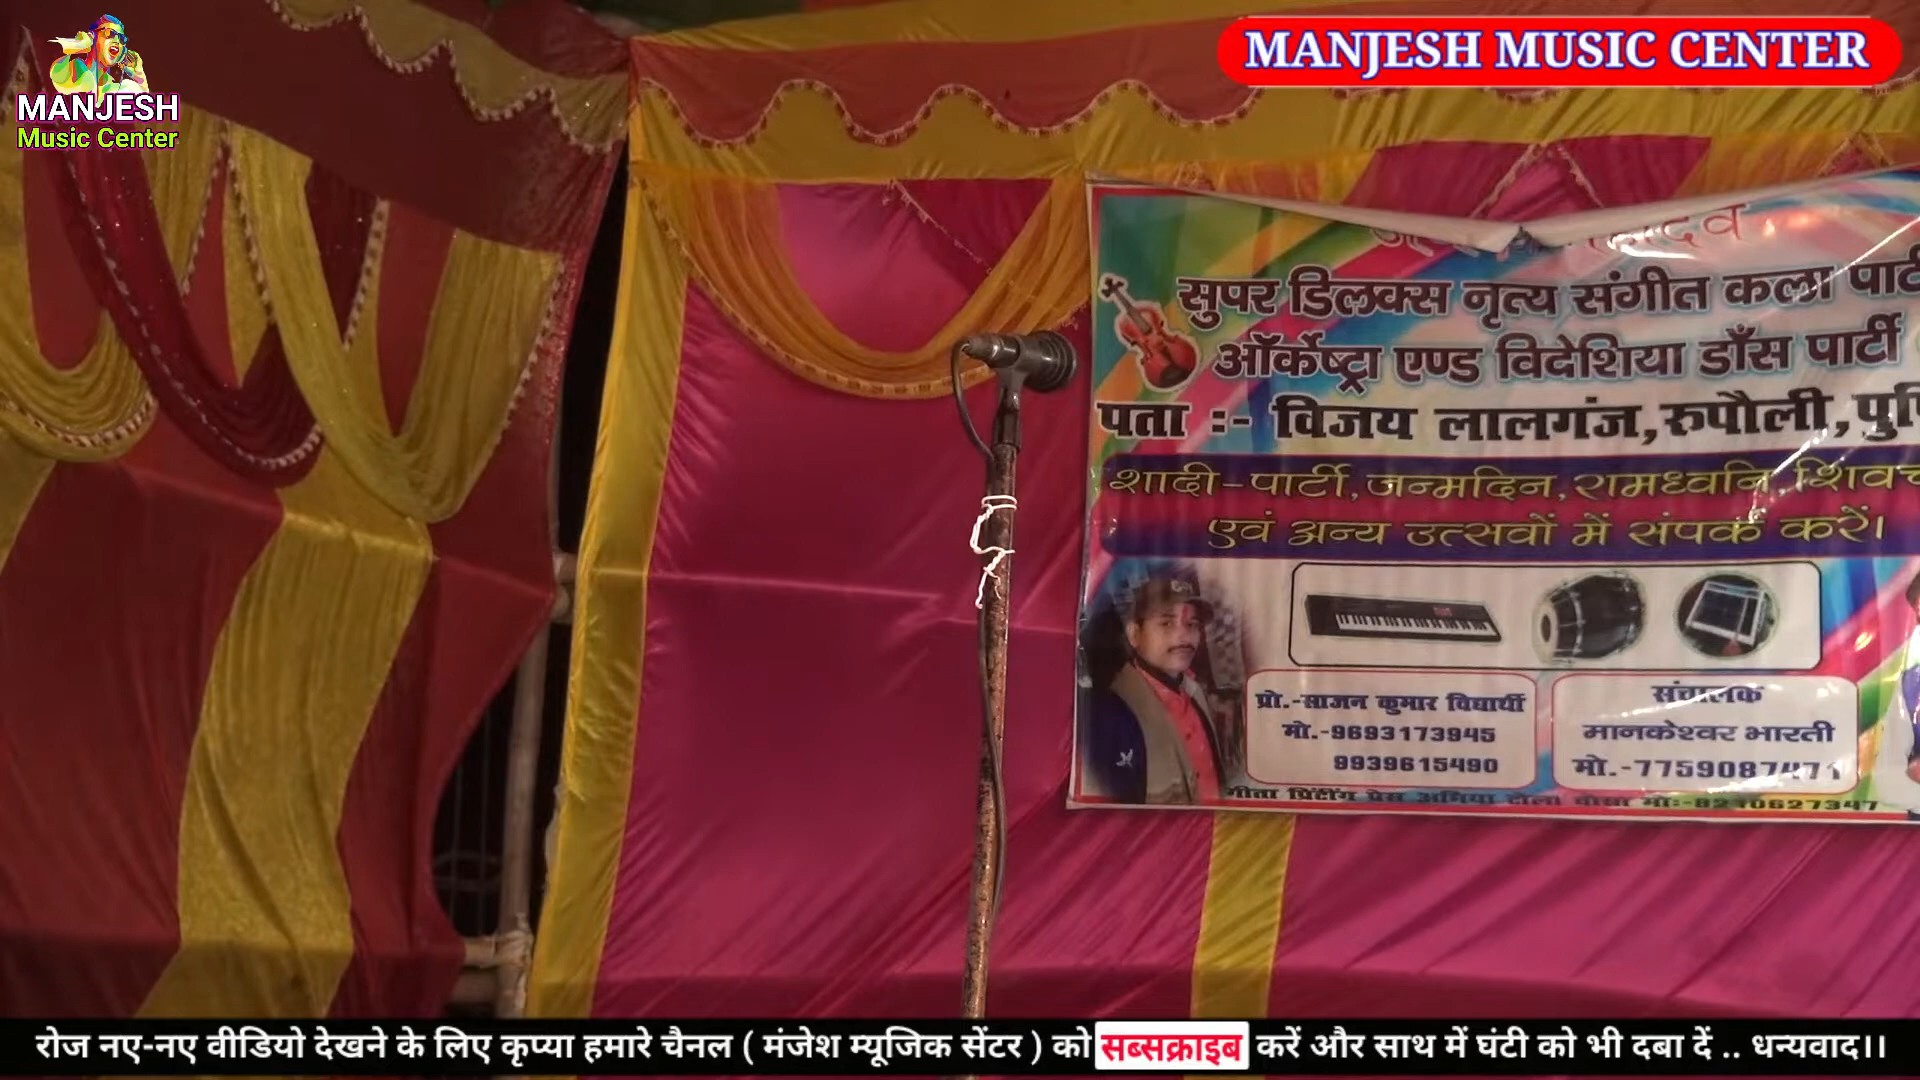 MANJESH
Music Center
MANJESH MUSIC CENTER
सुपर डिलक्स नृत्य संगीत कला
ऑर्केष्ट्रा एण्ड विदेशिया डाँस पार्टी
पता :- विजय लालगंज, रुपौली,
शादी-पार्टी, जन्मदिन, रामध्वनि,
एवं अन्य उत्सवों में संपर्क करें।
प्रो.-साजन कुमार विद्यार्थी
मो.-9693173945
9939615490
संचालक
मानकेश्वर भारती
मो.-7759087471
प्रिंटिंग प्रेस
रोज नए-नए वीडियो देखने के लिए कृप्या हमारे चैनल ( मंजेश म्यूजिक सेंटर ) को सब्सक्राइब करें और साथ में घंटी को भी दबा दें .. धन्यवाद।।